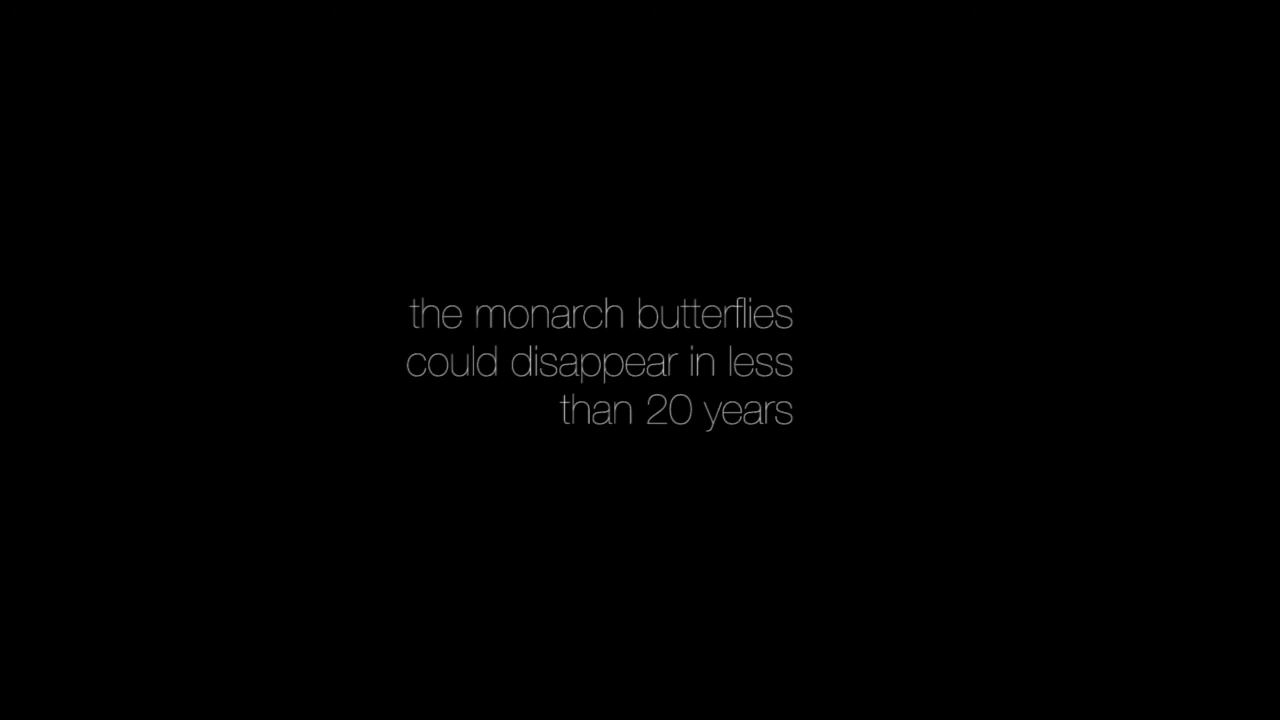 the monarch butterflies
could disappear in less
than 20 years